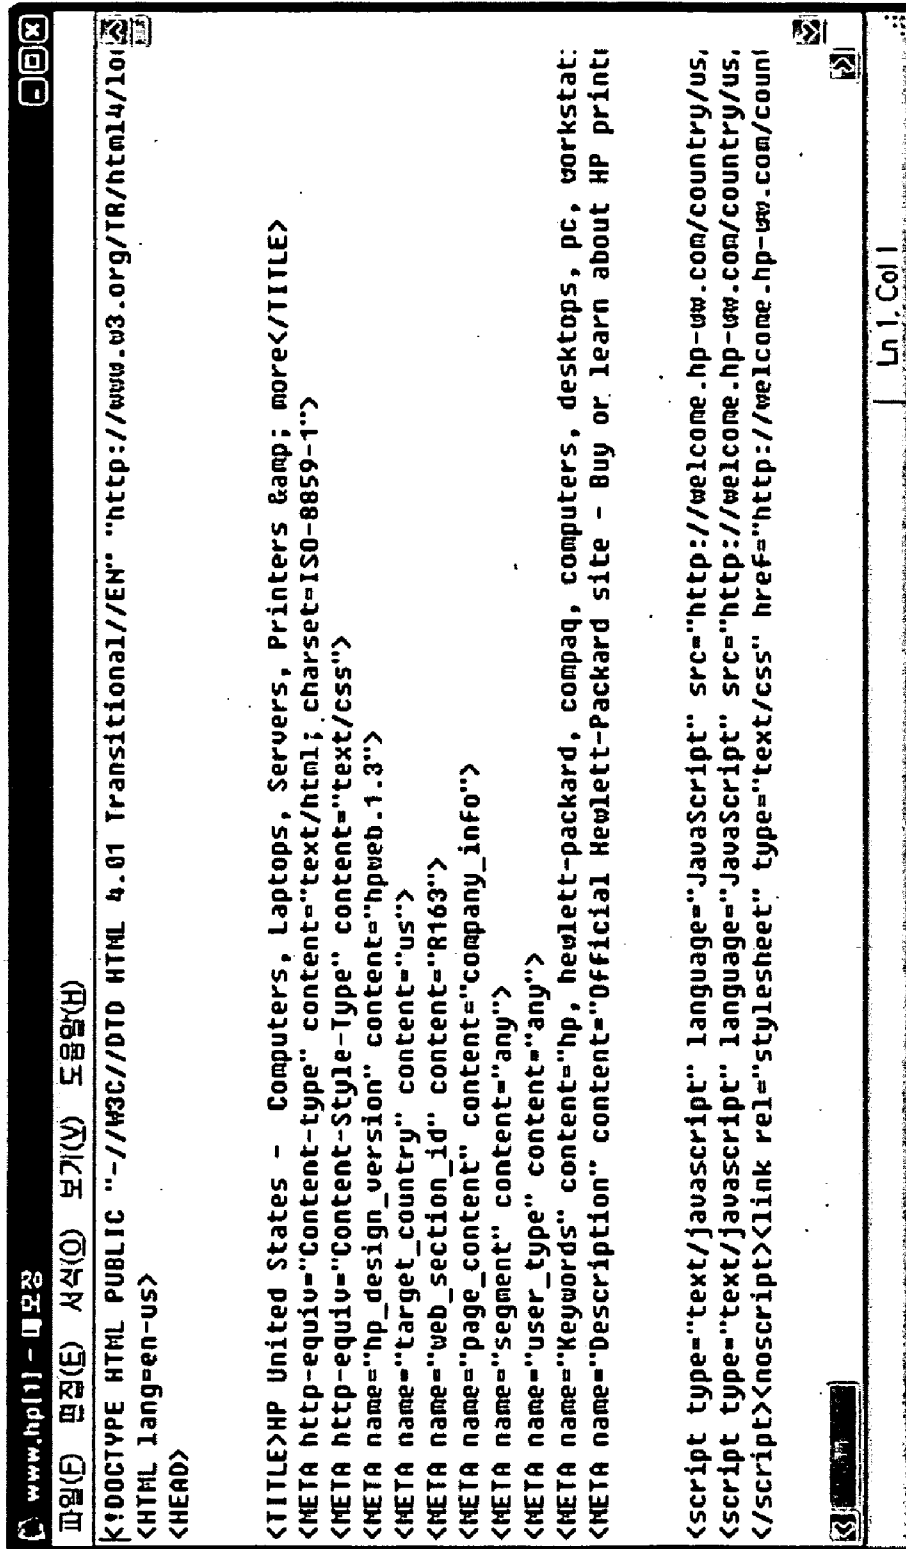 www.hp[1] - 메모장
파일(F) 편집(E) 서식(O) 보기(V) 도움말(H)
<!DOCTYPE HTML PUBLIC "-//W3C//DTD HTML 4.01 Transitional//EN" "http://www.w3.org/TR/html4/loo
<HTML lang=en-us>
<HEAD>
<TITLE>HP United States - Computers, Laptops, Servers, Printers &amp; more</TITLE>
<META http-equiv="Content-type" content="text/html; charset=ISO-8859-1">
<META http-equiv="Content-Style-Type" content="text/css">
<META name="hp_design_version" content="hpweb.1.3">
<META name="target_country" content="us">
<META name="web_section_id" content="R163">
<META name="page_content" content="company_info">
<META name="segment" content="any">
<META name="user_type" content="any">
<META name="Keywords" content="hp, hewlett-packard, compaq, computers, desktops, pc, workstat
<META name="Description" content="Official Hewlett-Packard site - Buy or learn about HP print
<script type="text/javascript" language="JavaScript" src="http://welcome.hp-ww.com/country/us/
<script type="text/javascript" language="JavaScript" src="http://welcome.hp-ww.com/country/us/
</script><noscript><link rel="stylesheet" type="text/css" href="http://welcome.hp-ww.com/coun
Ln 1, Col 1